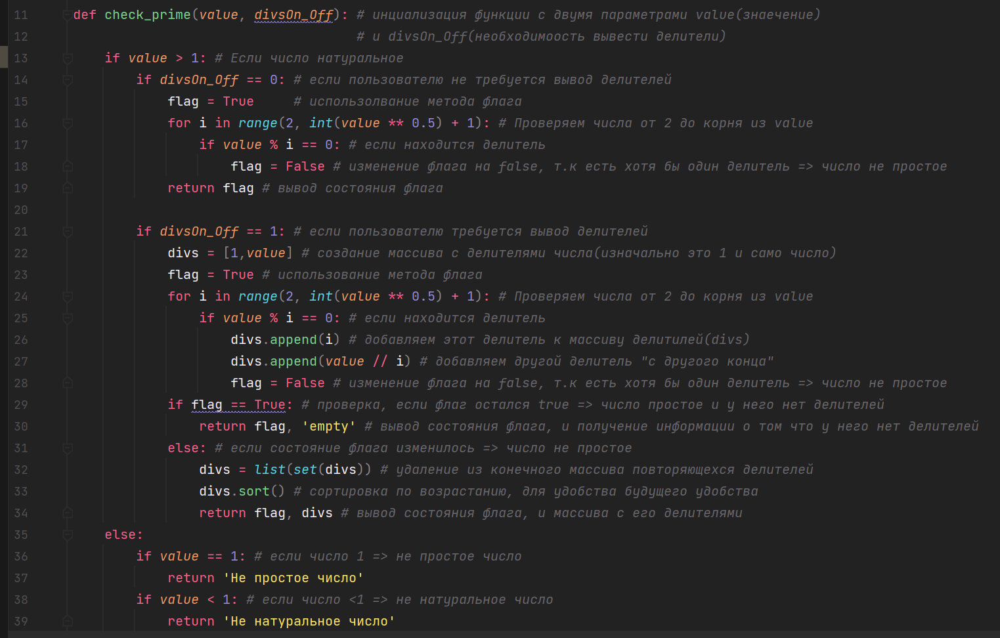 11 def check_prime(value, divsOn_Off): # инциализация функции с двумя параметрами value(знаечение)
12 # и divsOn_Off(необходимоость вывести делители)
13 if value > 1: # Если число натуральное
14 if divsOn_Off == 0: # если пользователю не требуется вывод делителей
15 flag = True # использолвание метода флага
16 for i in range(2, int(value ** 0.5) + 1): # Проверяем числа от 2 до корня из value
17 if value % i == 0: # если находится делитель
18 flag = False # изменение флага на false, т.к есть хотя бы один делитель => число не простое
19 return flag # вывод состояния флага
20
21 if divsOn_Off == 1: # если пользователю требуется вывод делителей
22 divs = [1,value] # создание массива с делителями числа(изначально это 1 и само число)
23 flag = True # использование метода флага
24 for i in range(2, int(value ** 0.5) + 1): # Проверяем числа от 2 до корня из value
25 if value % i == 0: # если находится делитель
26 divs.append(i) # добавляем этот делитель к массиву делитилей(divs)
27 divs.append(value // i) # добавляем другой делитель "с другого конца"
28 flag = False # изменение флага на false, т.к есть хотя бы один делитель => число не простое
29 if flag == True: # проверка, если флаг остался true => число простое и у него нет делителей
30 return flag, 'empty' # вывод состояния флага, и получение информации о том что у него нет делителей
31 else: # если состояние флага изменилось => число не простое
32 divs = list(set(divs)) # удаление из конечного массива повторяющехся делителей
33 divs.sort() # сортировка по возрастанию, для удобства будущего удобства
34 return flag, divs # вывод состояния флага, и массива с его делителями
35 else:
36 if value == 1: # если число 1 => не простое число
37 return 'Не простое число'
38 if value < 1: # если число <1 => не натуральное число
39 return 'Не натуральное число'